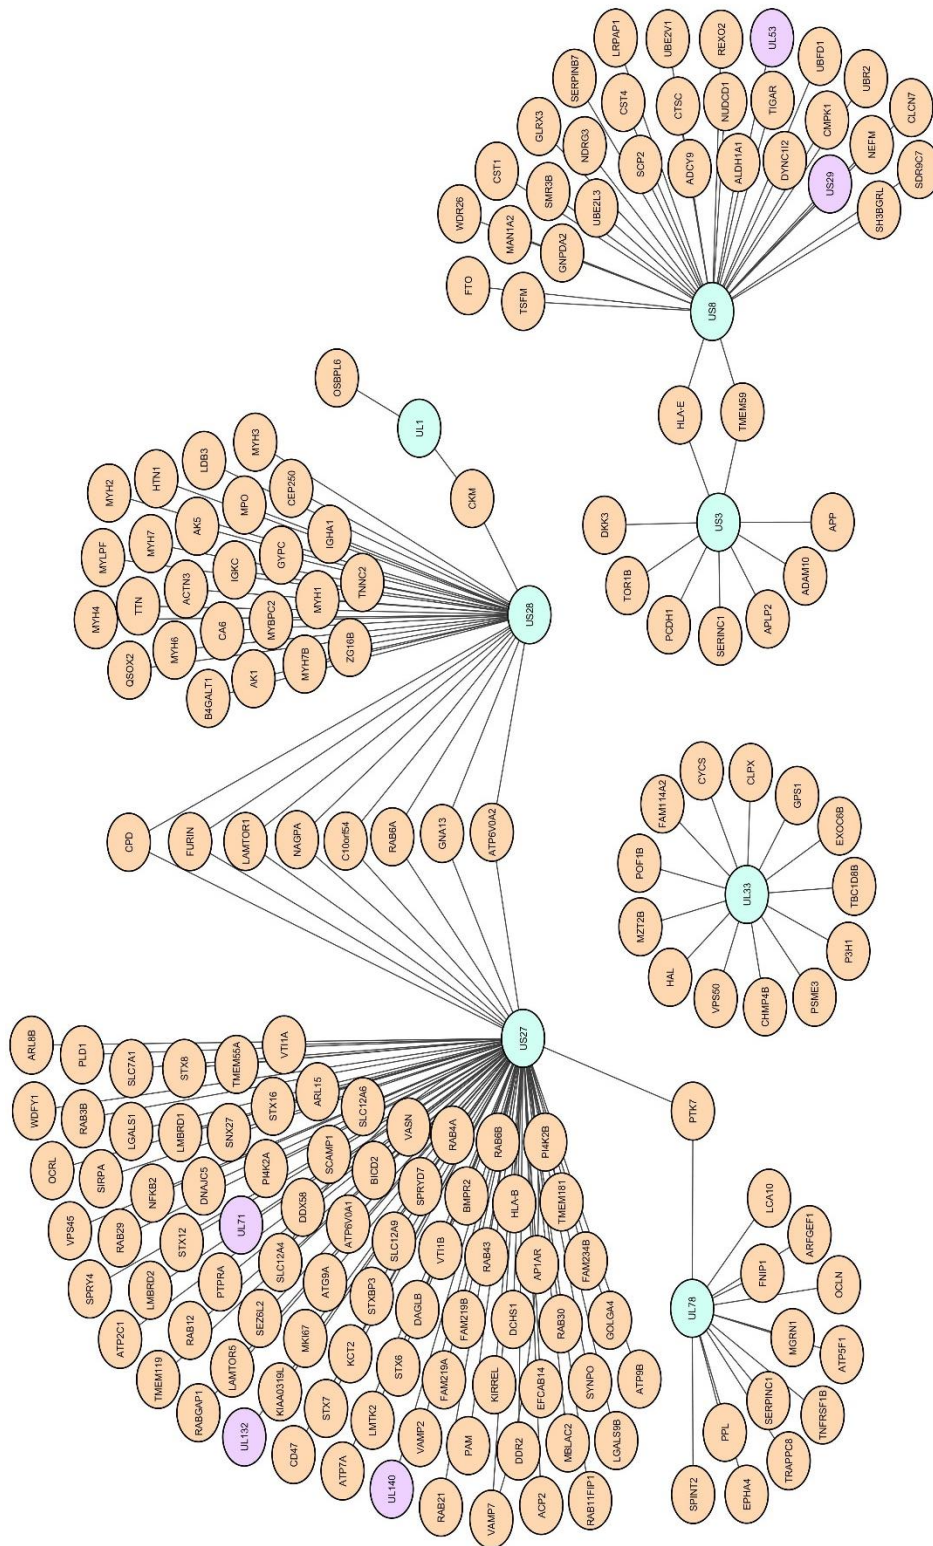 LRPAP1
UBE2V1
REXO2
UL53
UBFD1
UBR2
CLCN7
SDR9C7
SERPINB7
CST4
CTSC
NUDCD1
TIGAR
CMPK1
NEFM
SH3BGRL
GLRX3
NDRG3
SCP2
ADCY9
ALDH1A1
DYNC1I2
US29
CST1
SMR3B
UBE2L3
WDR26
MAN1A2
GNPDA2
FTO
TSFM
US8
HLA-E
TMEM59
US3
DKK3
TOR1B
PCDH1
SERINC1
APLP2
ADAM10
APP
OSBPL6
UL1
CKM
US28
MYH3
LDB3
CEP250
HTN1
MPO
IGHA1
MYH2
AK5
GYPC
TNNC2
MYLPF
MYH7
IGKC
MYH1
ACTN3
MYBPC2
ZG16B
MYH4
TTN
CA6
MYH7B
QSOX2
MYH6
AK1
B4GALT1
CPD
FURIN
LAMTOR1
NAGPA
C10orf54
RAB6A
GNA13
ATP6V0A2
UL33
FAM114A2
CYCS
CLPX
GPS1
EXOC6B
TBC1D8B
P3H1
PSME3
CHMP4B
VPS50
HAL
MZT2B
POF1B
US27
ARL8B
PLD1
SLC7A1
STX8
TMEM55A
VTI1A
WDFY1
RAB3B
LGALS1
LMBRD1
SNX27
STX16
ARL15
SLC12A6
OCRL
SIRPA
NFKB2
DNAJC5
PI4K2A
SCAMP1
VASN
RAB4A
RAB6B
PI4K2B
VPS45
RAB29
STX12
UL71
DDX58
BICD2
SPRYD7
BMPR2
HLA-B
TMEM181
SPRY4
LMBRD2
PTPRA
SLC12A4
ATP6V0A1
SLC12A9
VTI1B
RAB43
AP1AR
FAM234B
ATP2C1
RAB12
SEZ6L2
ATG9A
STXBP3
DAGLB
FAM219B
DCHS1
RAB30
GOLGA4
TMEM119
LAMTOR5
MKI67
KCT2
STX6
FAM219A
KIRREL
EFCAB14
SYNPO
ATP9B
RABGAP1
KIAA0319L
STX7
LMTK2
VAMP2
PAM
DDR2
MBLAC2
LGALS9B
UL132
CD47
ATP7A
UL140
RAB21
VAMP7
ACP2
RAB11FIP1
PTK7
UL78
LCA10
ARFGEF1
FNIP1
OCLN
MGRN1
ATP5F1
SERPINC1
TNFRSF1B
PPL
TRAPPC8
EPHA4
SPINT2